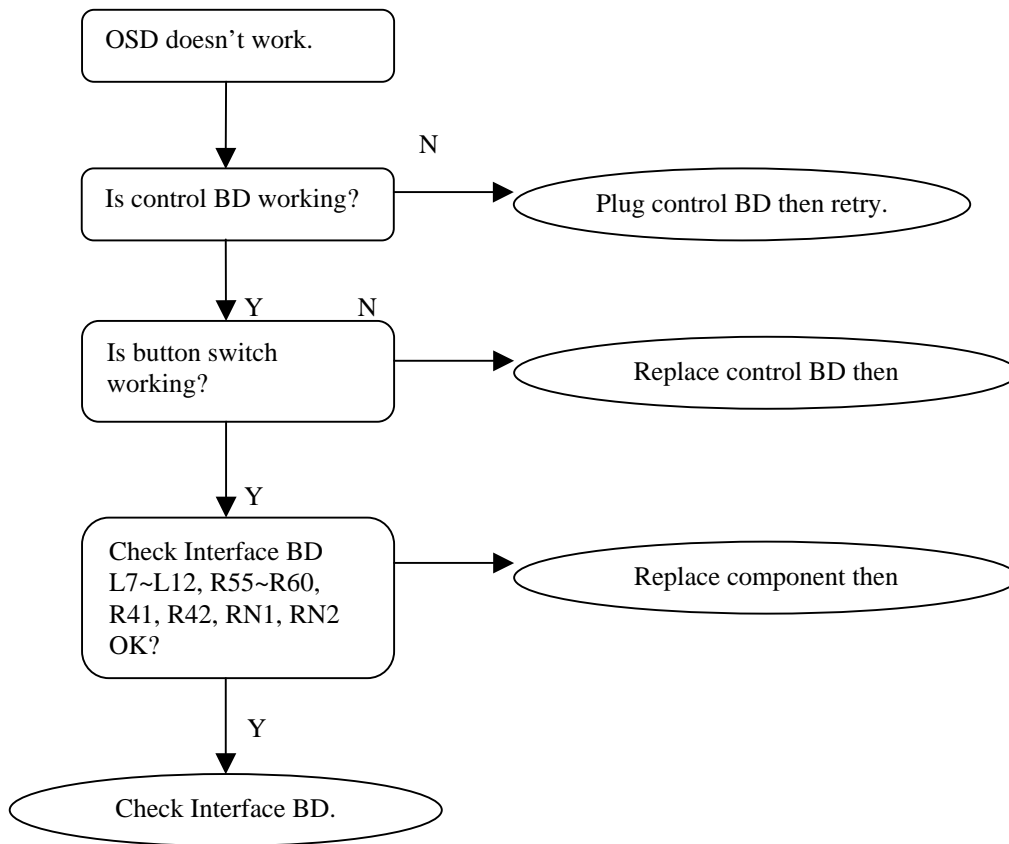 OSD doesn’t work.
N
Is control BD working?
Plug control BD then retry.
Y
N
Is button switch
working?
Replace control BD then
Y
Check Interface BD
L7~L12, R55~R60,
R41, R42, RN1, RN2
OK?
Replace component then
Y
Check Interface BD.